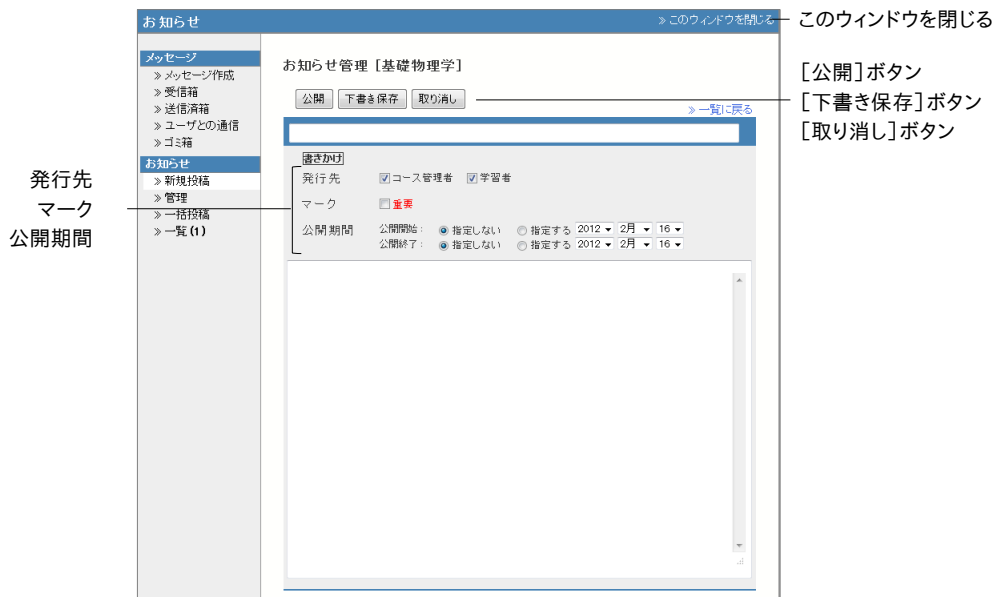 お知らせ
» このウィンドウを閉じる
このウィンドウを閉じる
メッセージ
» メッセージ作成
» 受信箱
» 送信済箱
» ユーザとの通信
» ゴミ箱
お知らせ
» 新規投稿
» 管理
» 一括投稿
» 一覧 (1)
お知らせ管理 [基礎物理学]
公開 下書き保存 取り消し
» 一覧に戻る
[公開]ボタン
[下書き保存]ボタン
[取り消し]ボタン
書きかけ
発行先 コース管理者 学習者
マーク 重要
公開期間 公開開始: 指定しない 指定する 2012 2月 16
公開終了: 指定しない 指定する 2012 2月 16
発行先
マーク
公開期間